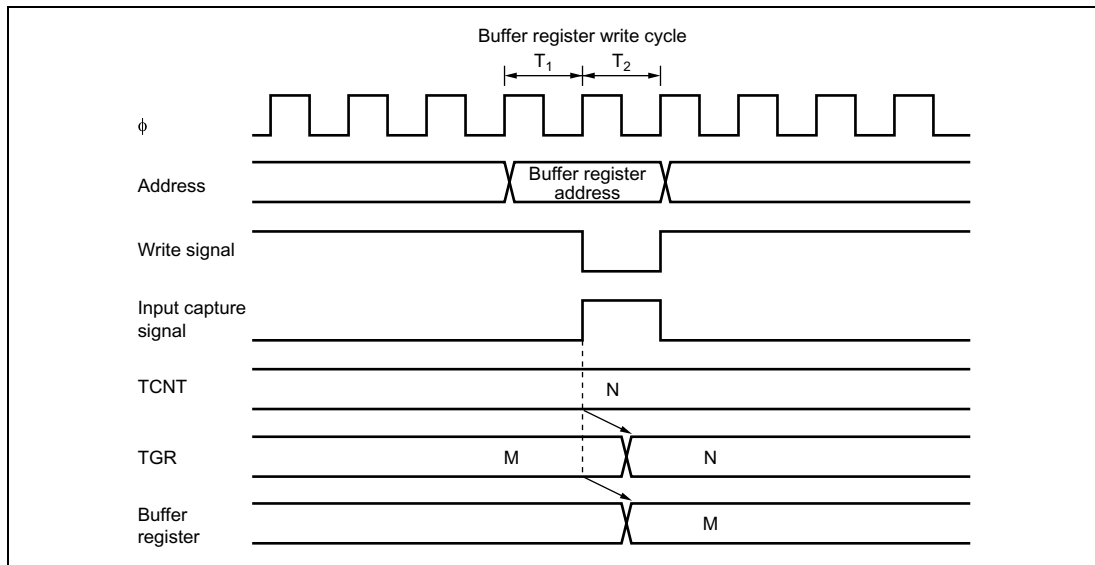 Buffer register write cycle
T1 T2
ϕ
Address
Buffer register
address
Write signal
Input capture
signal
TCNT
N
TGR
M N
Buffer
register
M